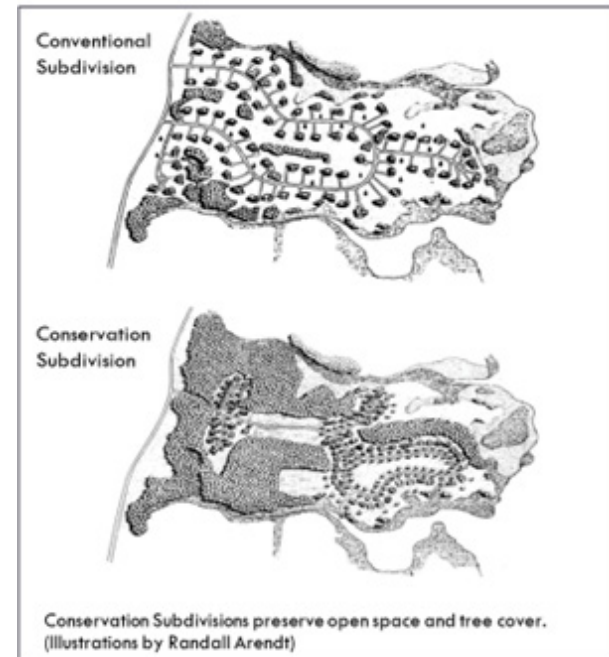 Conventional
Subdivision
Conservation
Subdivision
Conservation Subdivisions preserve open space and tree cover.
(Illustrations by Randall Arendt)